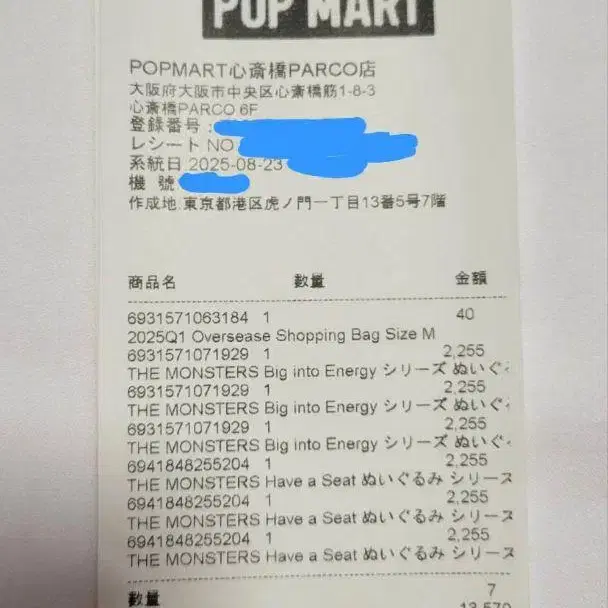 POP MART
POPMART心斎橋PARCO店
大阪府大阪市中央区心斎橋筋1-8-3
心斎橋PARCO 6F
登録番号:
レシート NO
系統日 2025-08-23
機 號
作成地 東京都港区虎ノ門一丁目13番5号7階
商品名 数量 金額
6931571063184 1 40
2025Q1 Oversease Shopping Bag Size M
6931571071929 1 2,255
THE MONSTERS Big into Energy シリーズ ぬいぐ
6931571071929 1 2,255
THE MONSTERS Big into Energy シリーズ ぬいぐ
6931571071929 1 2,255
THE MONSTERS Big into Energy シリーズ ぬいぐ
6941848255204 1 2,255
THE MONSTERS Have a Seat ぬいぐるみ シリーズ
6941848255204 1 2,255
THE MONSTERS Have a Seat ぬいぐるみ シリーズ
6941848255204 1 2,255
THE MONSTERS Have a Seat ぬいぐるみ シリーズ
数量 7
13,570